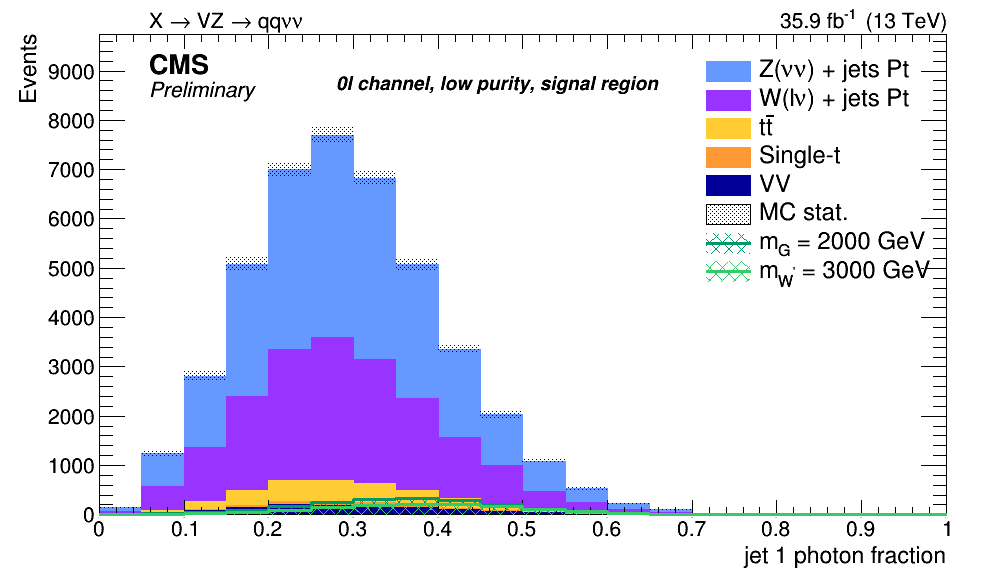 X → VZ → qqνν
35.9 fb⁻¹ (13 TeV)
Events
CMS
Preliminary
0l channel, low purity, signal region
Z(νν) + jets Pt
W(lν) + jets Pt
tt̄
Single-t
VV
MC stat.
m_G = 2000 GeV
m_W' = 3000 GeV
9000
8000
7000
6000
5000
4000
3000
2000
1000
0
0 0.1 0.2 0.3 0.4 0.5 0.6 0.7 0.8 0.9 1
jet 1 photon fraction